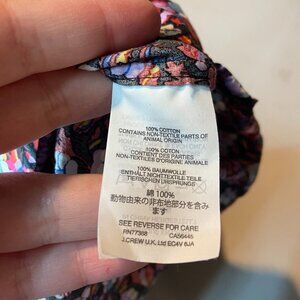 100% COTTON
CONTAINS NON-TEXTILE PARTS OF
ANIMAL ORIGIN
100% COTON
CONTIENT DES PARTIES
NON-TEXTILES D'ORIGINE ANIMALE
100% BAUMWOLLE
ENTHÄLT NICHTTEXTILE TEILE
TIERISCHEN URSPRUNGS
綿 100%
動物由来の非布地部分を含み
ます
SEE REVERSE FOR CARE
RN77388 CA56445
J.CREW U.K. Ltd EC4V 6JA